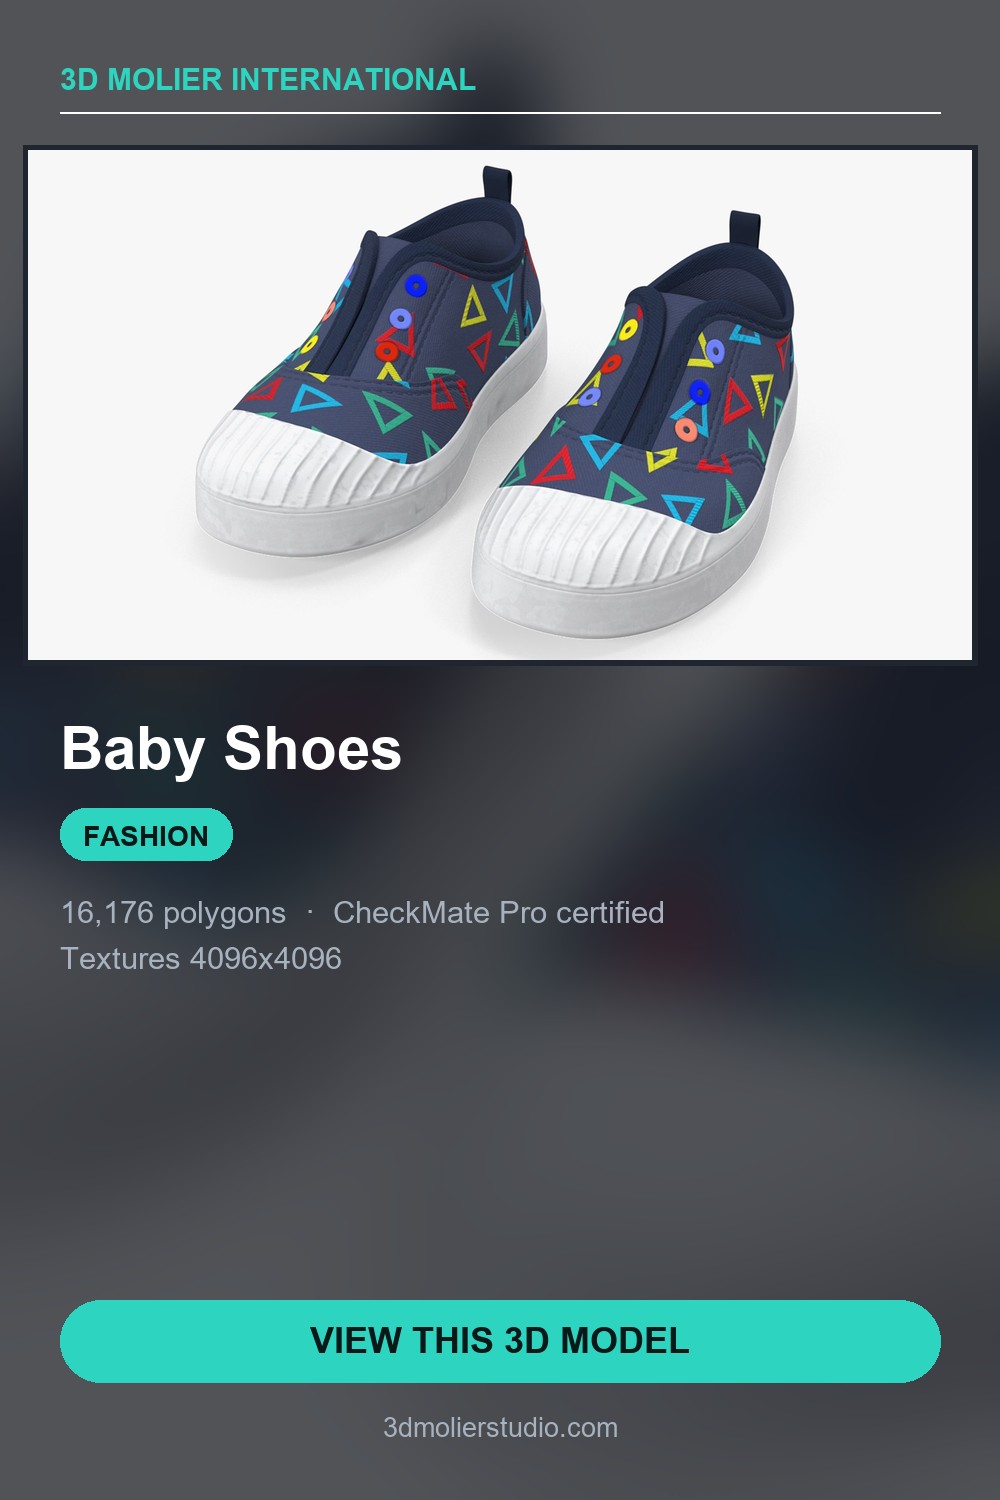 3D MOLIER INTERNATIONAL
Baby Shoes
FASHION
16,176 polygons · CheckMate Pro certified
Textures 4096x4096
VIEW THIS 3D MODEL
3dmolierstudio.com